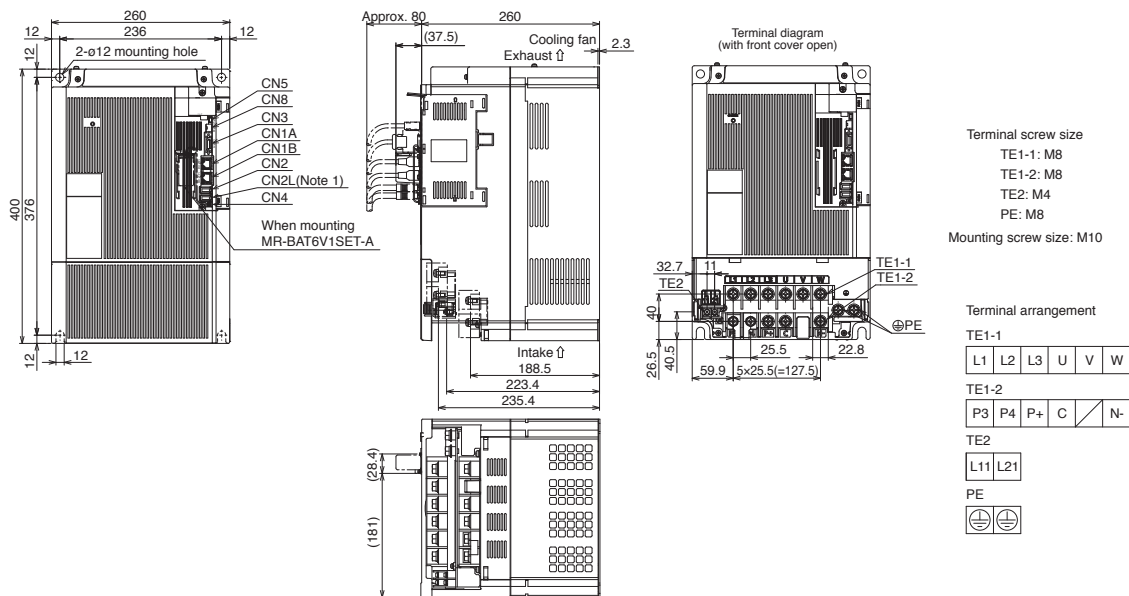 260
12
236
12
12
2-ø12 mounting hole
400
376
CN5
CN8
CN3
CN1A
CN1B
CN2
CN2L(Note 1)
CN4
When mounting
MR-BAT6V1SET-A
12
12
Approx. 80
260
(37.5)
Cooling fan
Exhaust ⇧
2.3
Intake ⇧
188.5
223.4
235.4
(28.4)
(181)
Terminal diagram
(with front cover open)
32.7
11
L1 L2 L3 U V W
TE2
TE1-1
TE1-2
PE
40
26.5
40.5
25.5
22.8
59.9
5×25.5(=127.5)
Terminal screw size
TE1-1: M8
TE1-2: M8
TE2: M4
PE: M8
Mounting screw size: M10
Terminal arrangement
TE1-1
L1 L2 L3 U V W
TE1-2
P3 P4 P+ C N-
TE2
L11 L21
PE